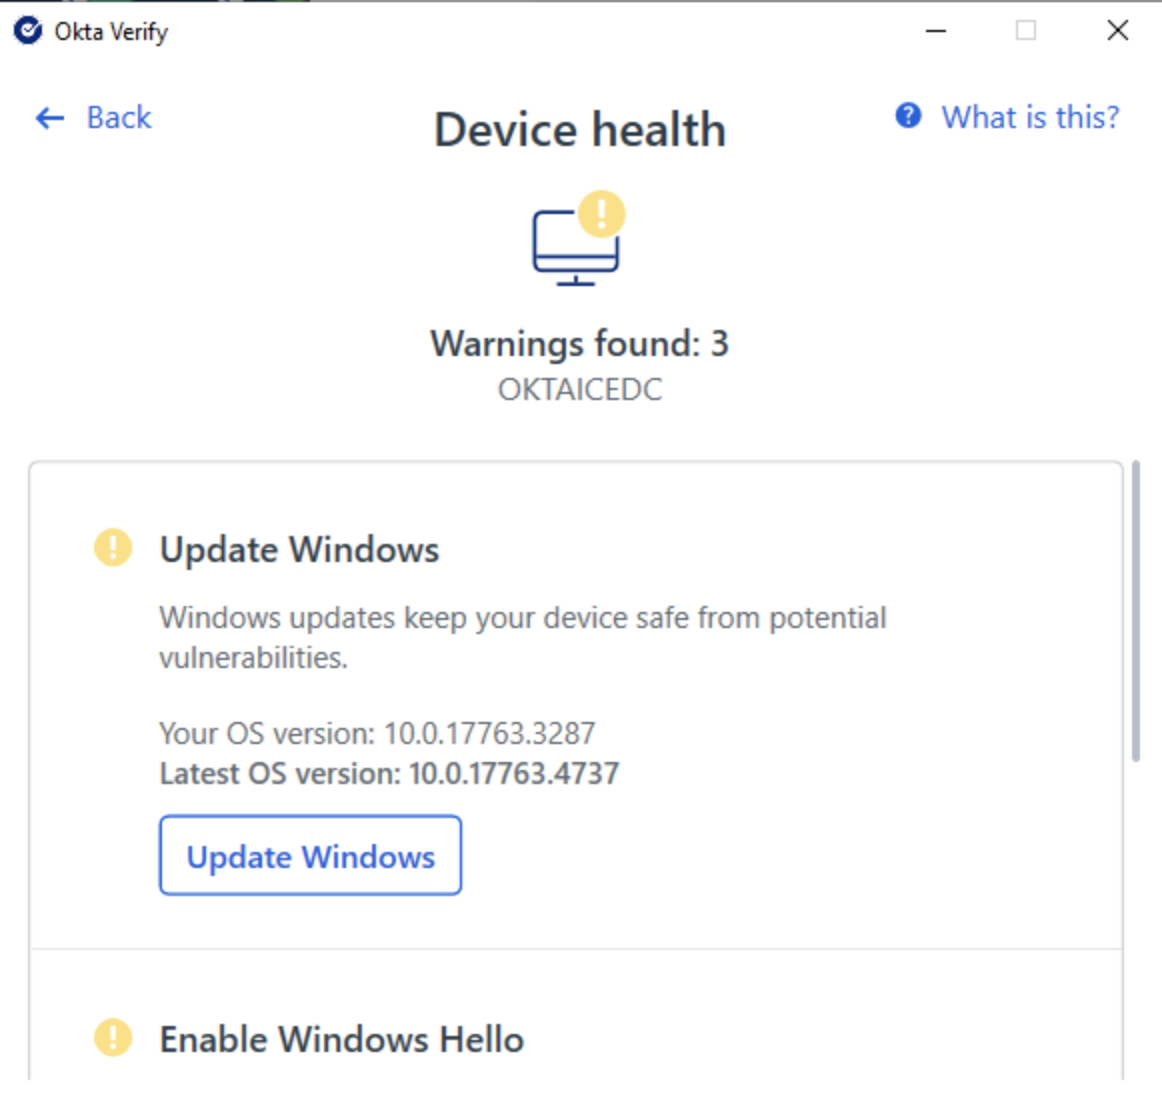 Okta Verify
Back
Device health
What is this?
Warnings found: 3
OKTAICEDC
Update Windows
Windows updates keep your device safe from potential
vulnerabilities.
Your OS version: 10.0.17763.3287
Latest OS version: 10.0.17763.4737
Update Windows
Enable Windows Hello